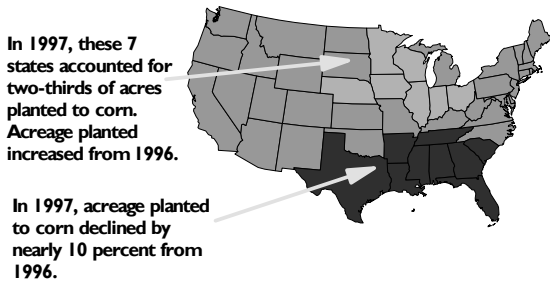 In 1997, these 7
states accounted for
two-thirds of acres
planted to corn.
Acreage planted
increased from 1996.
In 1997, acreage planted
to corn declined by
nearly 10 percent from
1996.